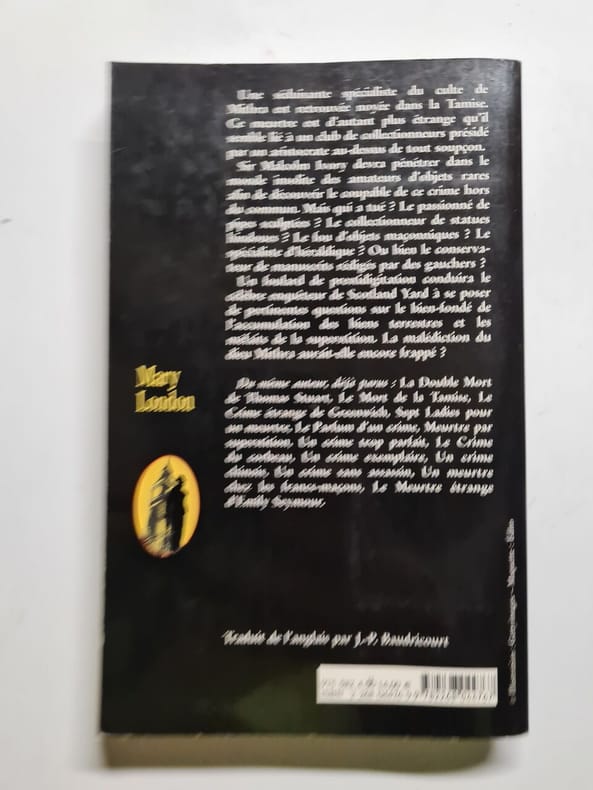 Une séduisante spécialiste du culte de
Mithra est retrouvée noyée dans la Tamise.
Ce meurtre est d'autant plus étrange qu'il
semble lié à un club de collectionneurs présidé
par un aristocrate au-dessus de tout soupçon.
Sir Malcolm Ivory devra pénétrer dans le
monde insolite des amateurs d'objets rares
afin de découvrir le coupable de ce crime hors
du commun. Mais qui a tué ? Le passionné de
pipes sculptées ? Le collectionneur de statues
hindoues ? Le fou d'objets maçonniques ? Le
spécialiste d'héraldique ? Ou bien le conserva-
teur de manuscrits rédigés par des gauchers ?
Un foulard de prestidigitation conduira le
célèbre enquêteur de Scotland Yard à se poser
de pertinentes questions sur le bien-fondé de
l'accumulation des biens terrestres et les
méfaits de la superstition. La malédiction du
dieu Mithra aurait-elle encore frappé ?
Mary
Loudou
Du même auteur, déjà parus : La Double Mort
de Thomas Stuart, Le Mort de la Tamise, Le
Crime étrange de Greenwich, Sept Ladies pour
un meurtre, Le Parfum d'un crime, Meurtre par
superstition, Un crime trop parfait, Le Crime
du corbeau, Un crime exemplaire, Un crime
chinois, Un crime sans assassin, Un meurtre
chez les francs-maçons, Le Meurtre étrange
d'Emily Seymour.
Traduit de l'anglais par J.-P. Baudricourt